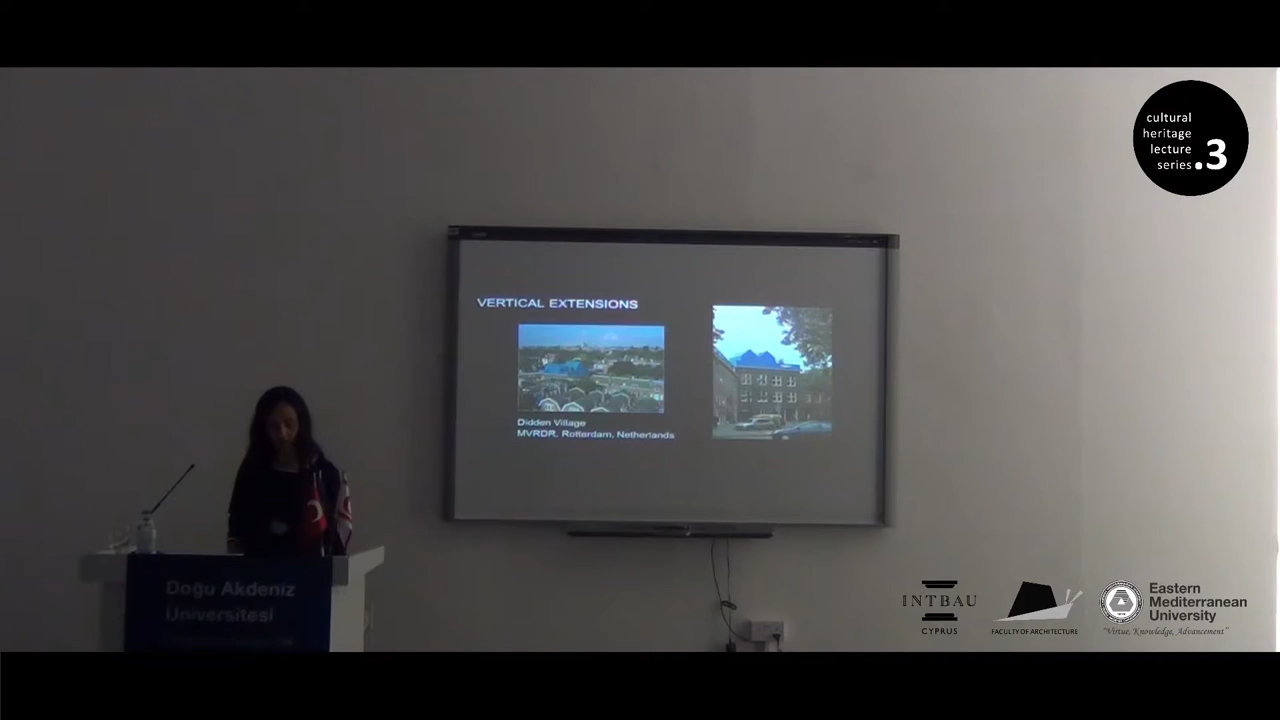 cultural
heritage
lecture
series.3
VERTICAL EXTENSIONS
Didden Village
MVRDR, Rotterdam, Netherlands
Doğu Akdeniz
Üniversitesi
INTBAU
CYPRUS
FACULTY OF ARCHITECTURE
Eastern
Mediterranean
University
"Virtue, Knowledge, Advancement"